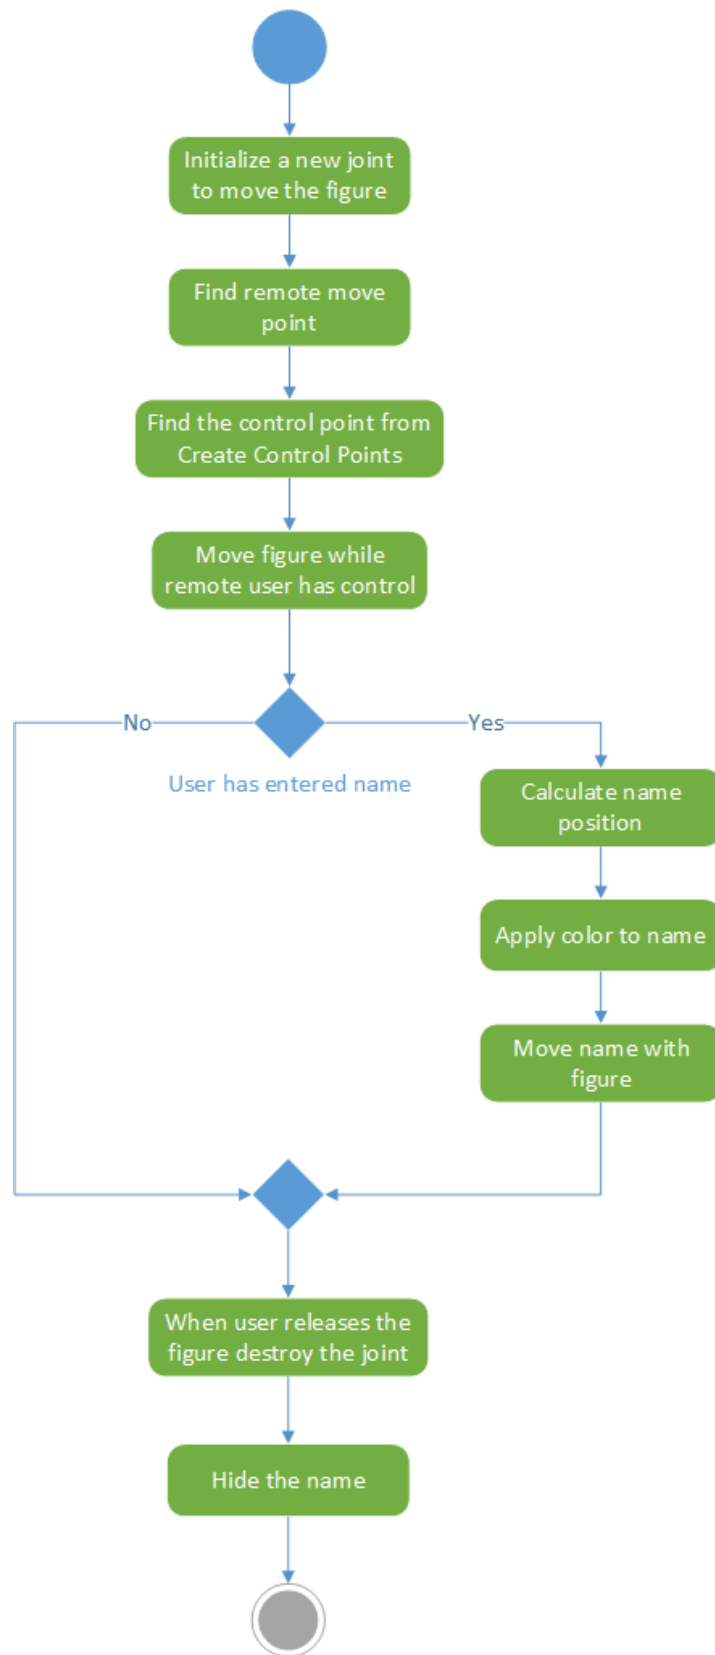 Initialize a new joint
to move the figure
Find remote move
point
Find the control point from
Create Control Points
Move figure while
remote user has control
No
Yes
User has entered name
Calculate name
position
Apply color to name
Move name with
figure
When user releases the
figure destroy the joint
Hide the name